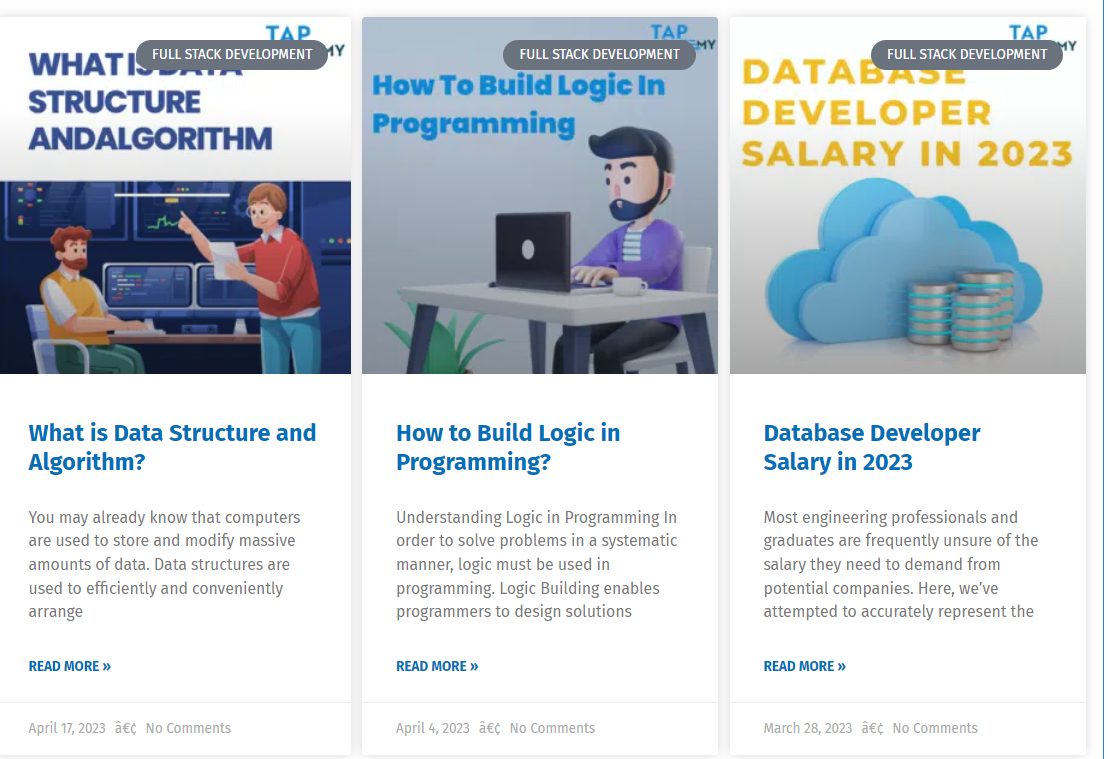 TAP
MY
FULL STACK DEVELOPMENT
WHAT IS DATA
STRUCTURE
ANDALGORITHM
What is Data Structure and
Algorithm?
You may already know that computers
are used to store and modify massive
amounts of data. Data structures are
used to efficiently and conveniently
arrange
READ MORE »
April 17, 2023 â€¢ No Comments
TAP
MY
FULL STACK DEVELOPMENT
How To Build Logic In
Programming
How to Build Logic in
Programming?
Understanding Logic in Programming In
order to solve problems in a systematic
manner, logic must be used in
programming. Logic Building enables
programmers to design solutions
READ MORE »
April 4, 2023 â€¢ No Comments
TAP
MY
FULL STACK DEVELOPMENT
DATABASE
DEVELOPER
SALARY IN 2023
Database Developer
Salary in 2023
Most engineering professionals and
graduates are frequently unsure of the
salary they need to demand from
potential companies. Here, we’ve
attempted to accurately represent the
READ MORE »
March 28, 2023 â€¢ No Comments